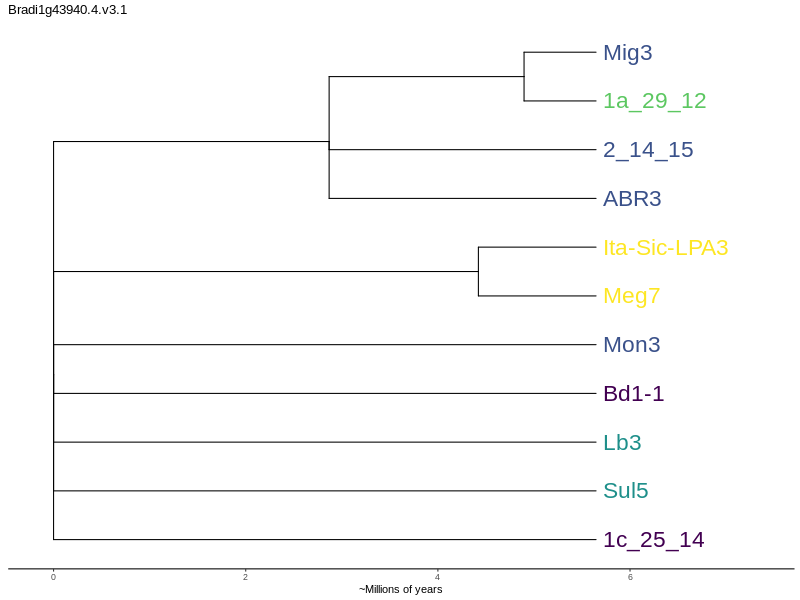 Bradi1g43940.4.v3.1
Mig3
1a_29_12
2_14_15
ABR3
Ita-Sic-LPA3
Meg7
Mon3
Bd1-1
Lb3
Sul5
1c_25_14
0 2 4 6
~Millions of years